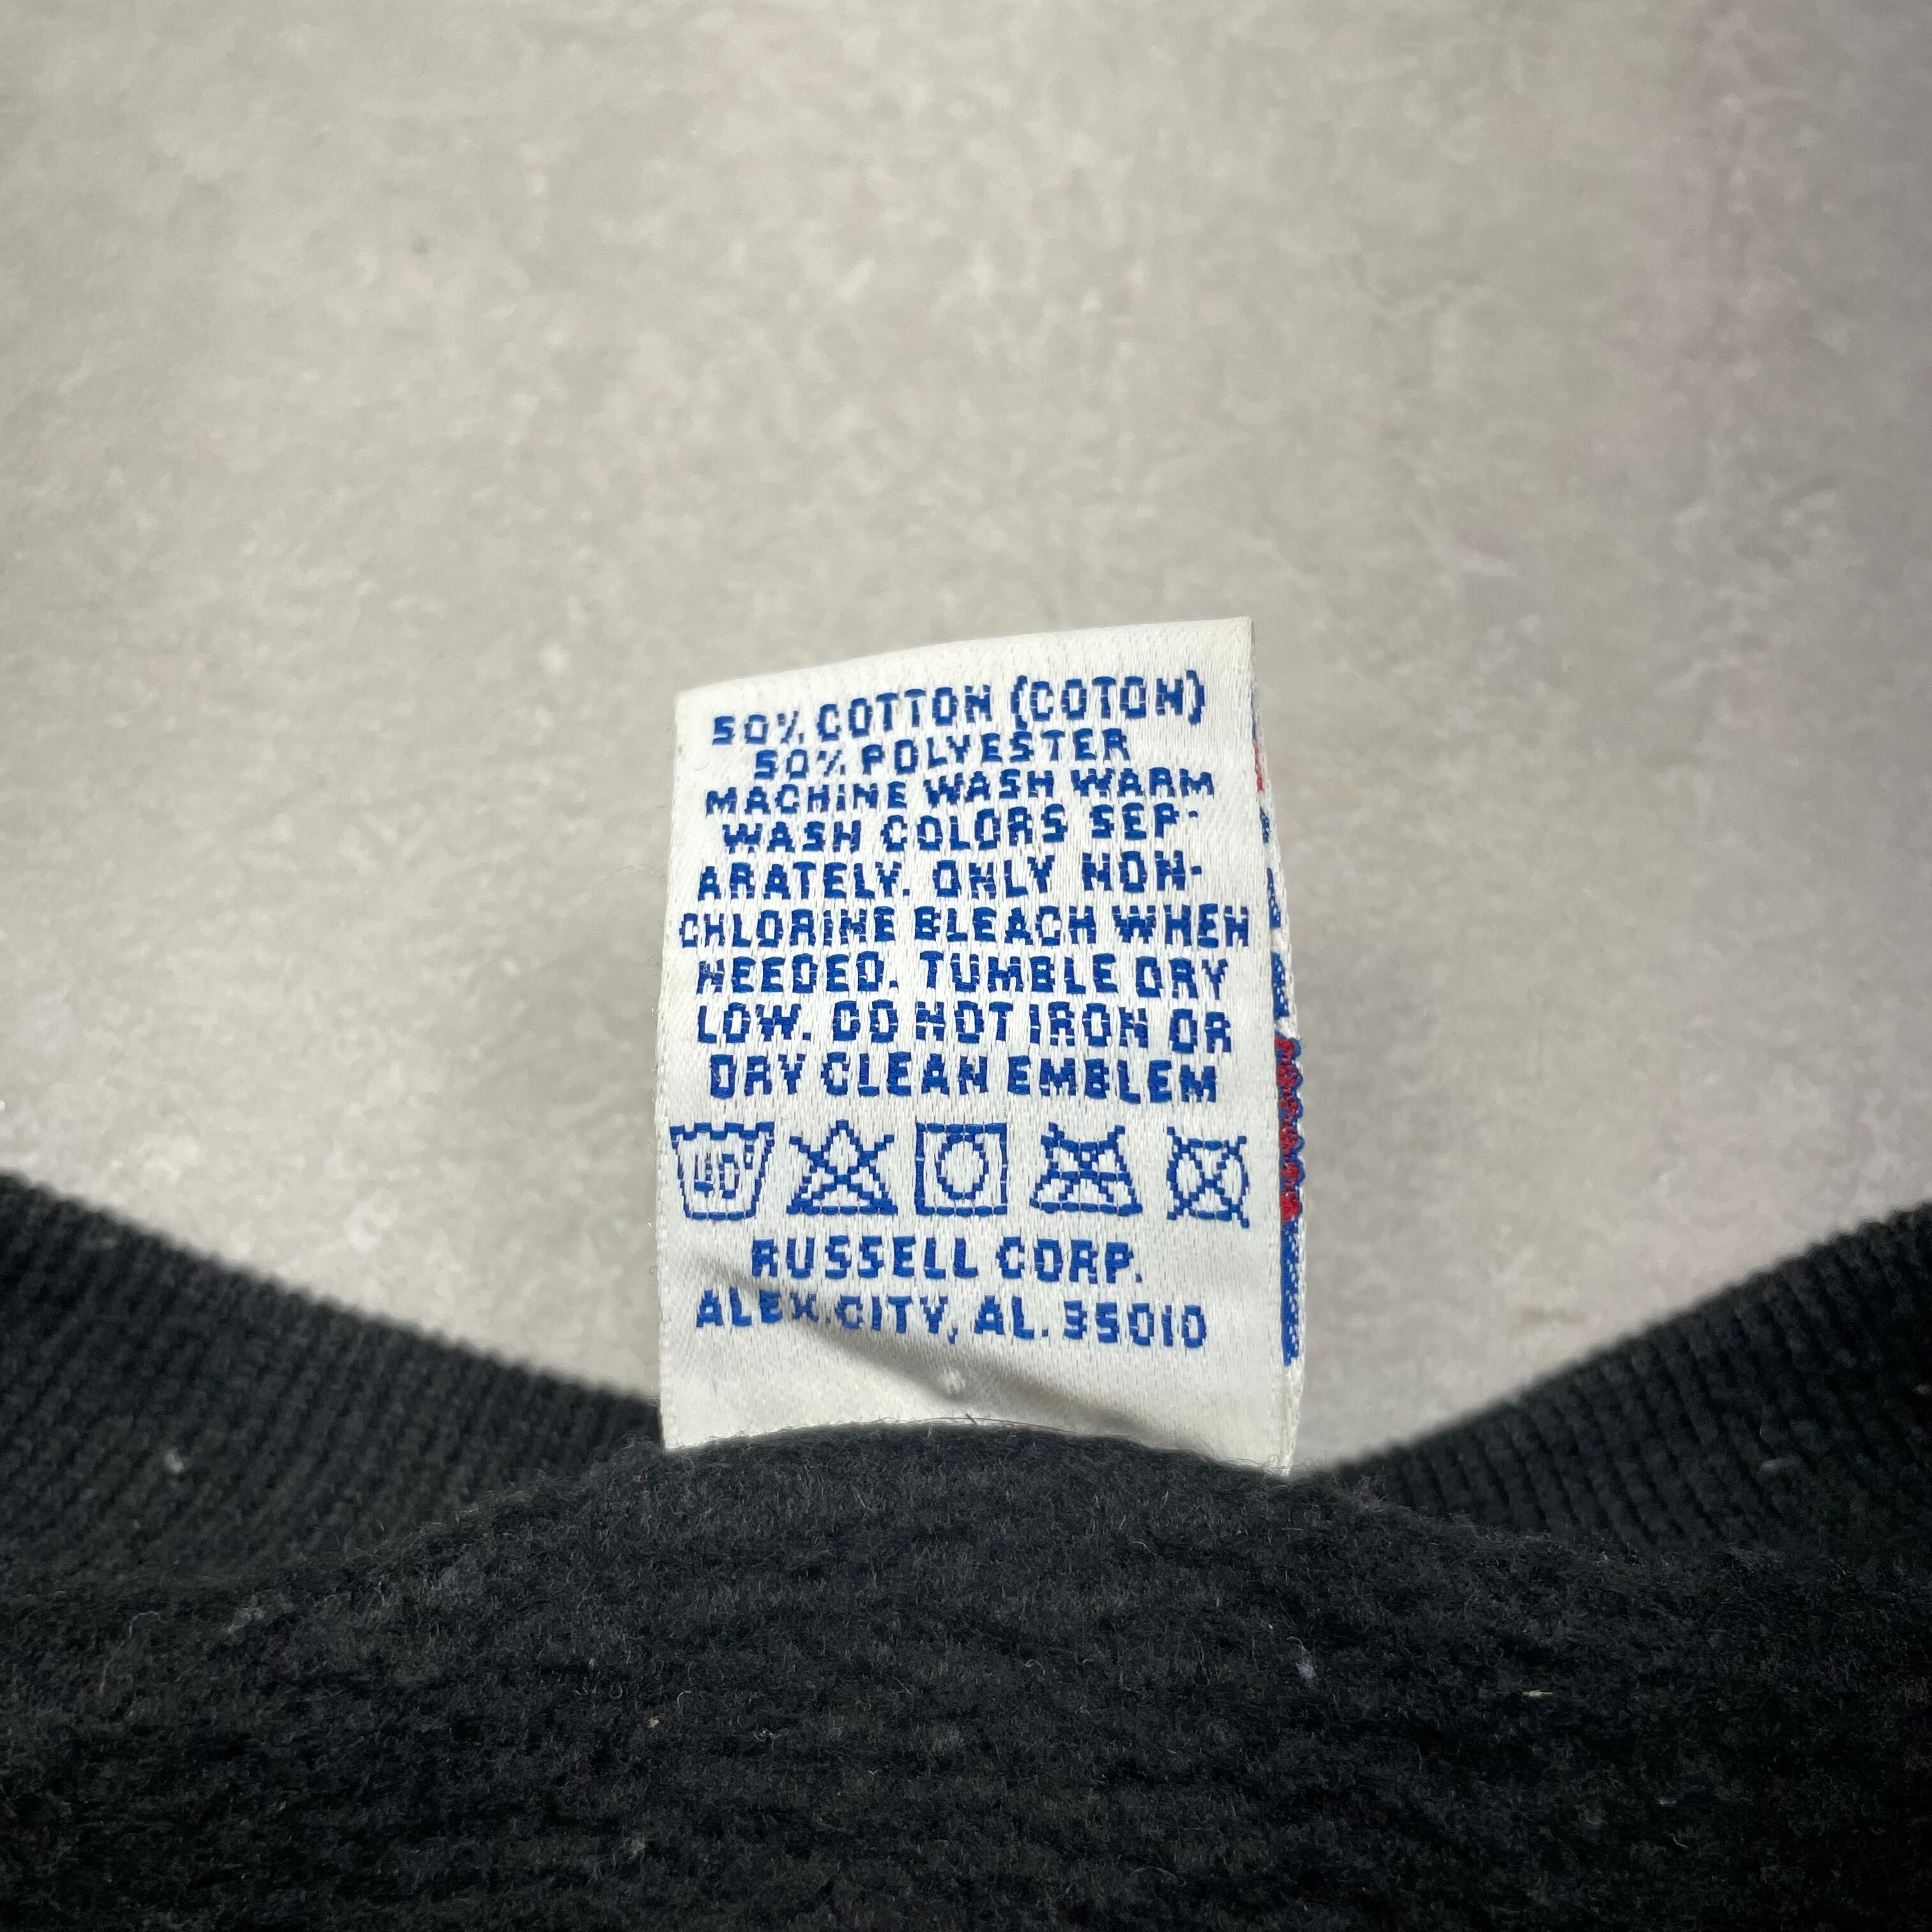 50% COTTON (COTON)
50% POLYESTER
MACHINE WASH WARM
WASH COLORS SEP-
ARATELY. ONLY NON-
CHLORINE BLEACH WHEN
NEEDED. TUMBLE DRY
LOW. DO NOT IRON OR
DRY CLEAN EMBLEM
40°
RUSSELL CORP.
ALEX.CITY, AL. 35010